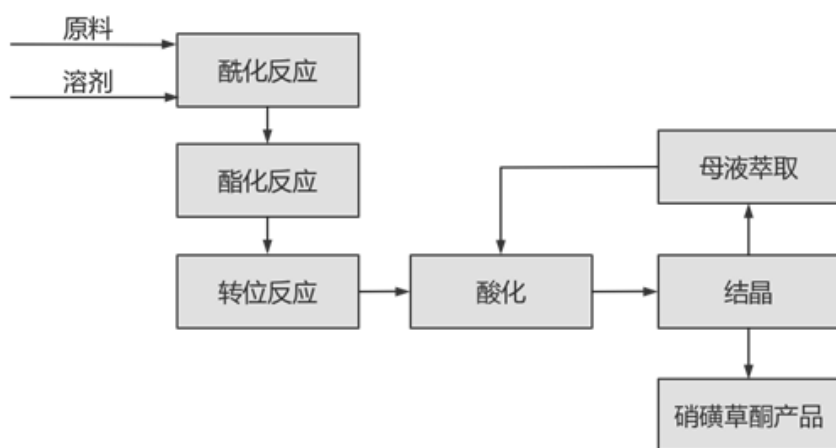 原料
溶剂
酰化反应
酯化反应
转位反应
酸化
母液萃取
结晶
硝磺草酮产品